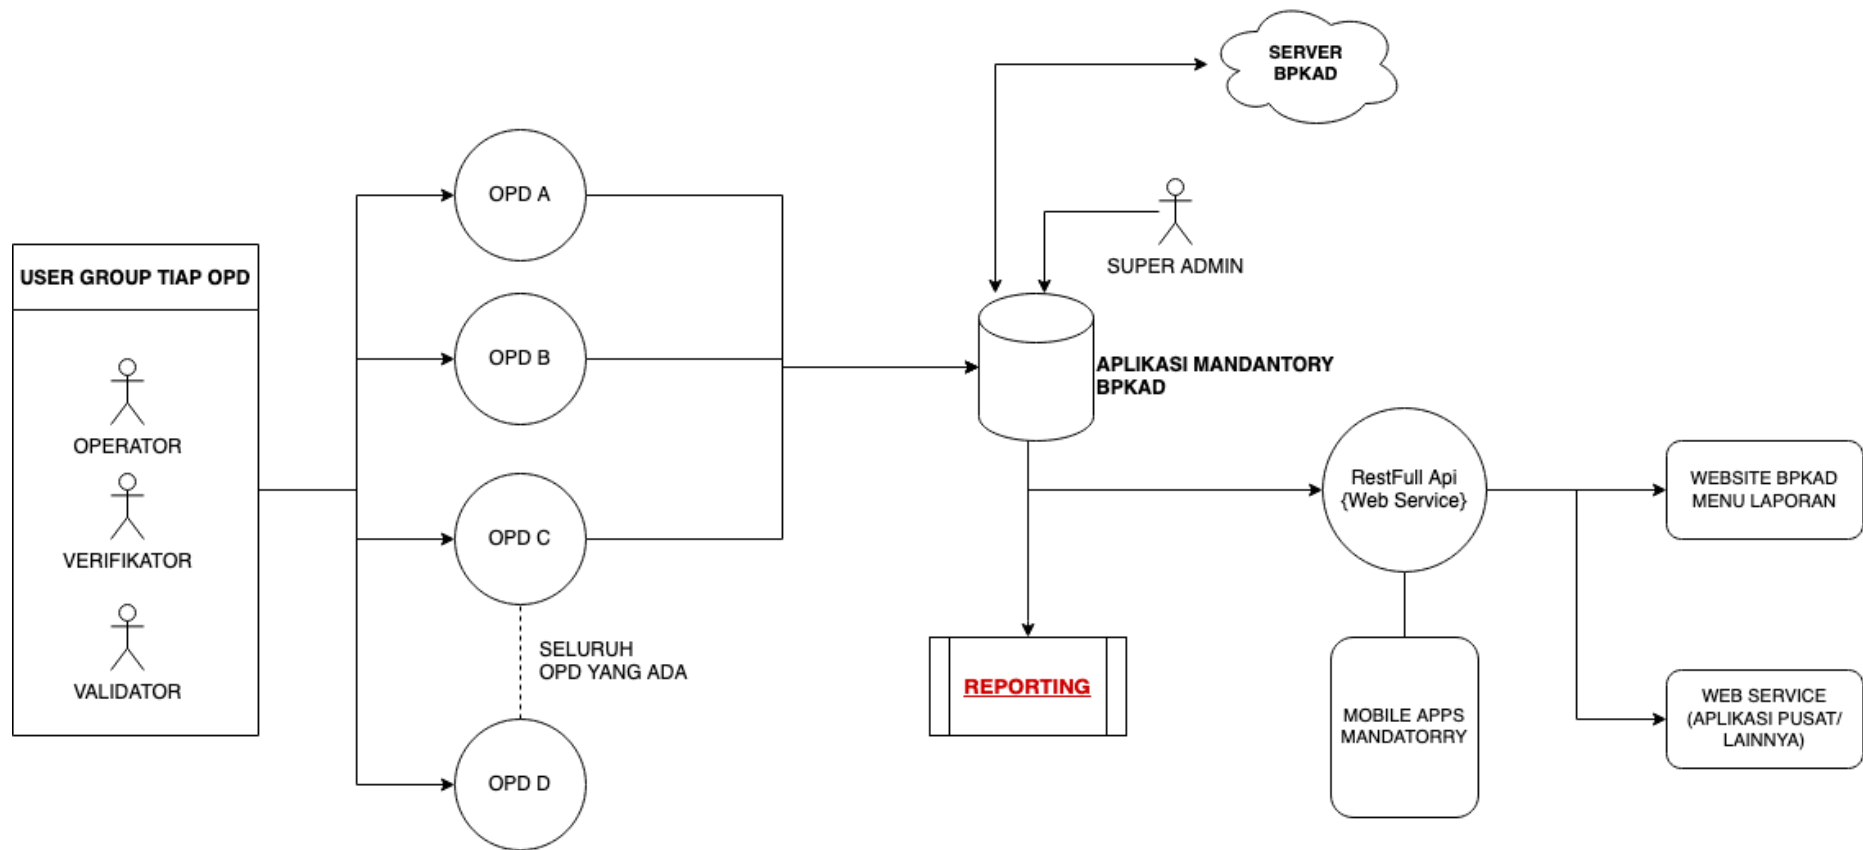 SERVER
BPKAD
OPD A
SUPER ADMIN
USER GROUP TIAP OPD
OPD B
APLIKASI MANDANTORY
BPKAD
OPERATOR
VERIFIKATOR
VALIDATOR
OPD C
RestFull Api
{Web Service}
WEBSITE BPKAD
MENU LAPORAN
SELURUH
OPD YANG ADA
REPORTING
MOBILE APPS
MANDATORRY
WEB SERVICE
(APLIKASI PUSAT/
LAINNYA)
OPD D